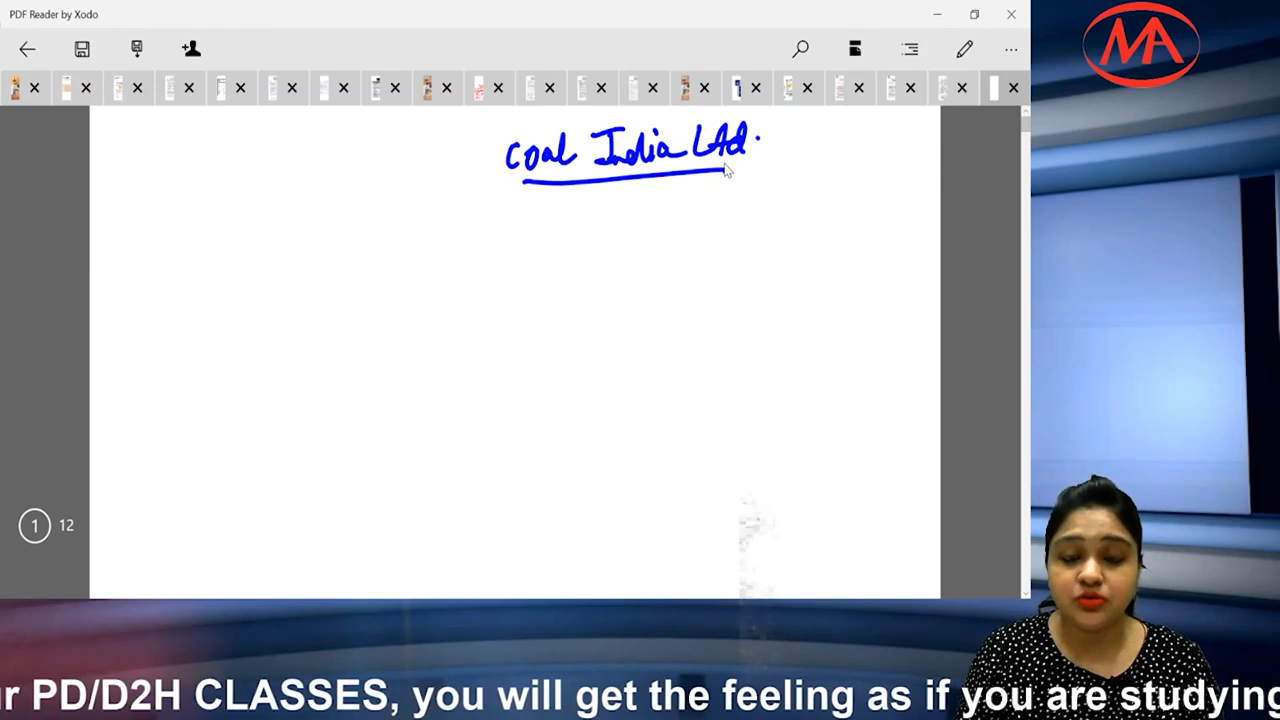 PDF Reader by Xodo
MA
Coal India Ltd.
1 12
ur PD/D2H CLASSES, you will get the feeling as if you are studying